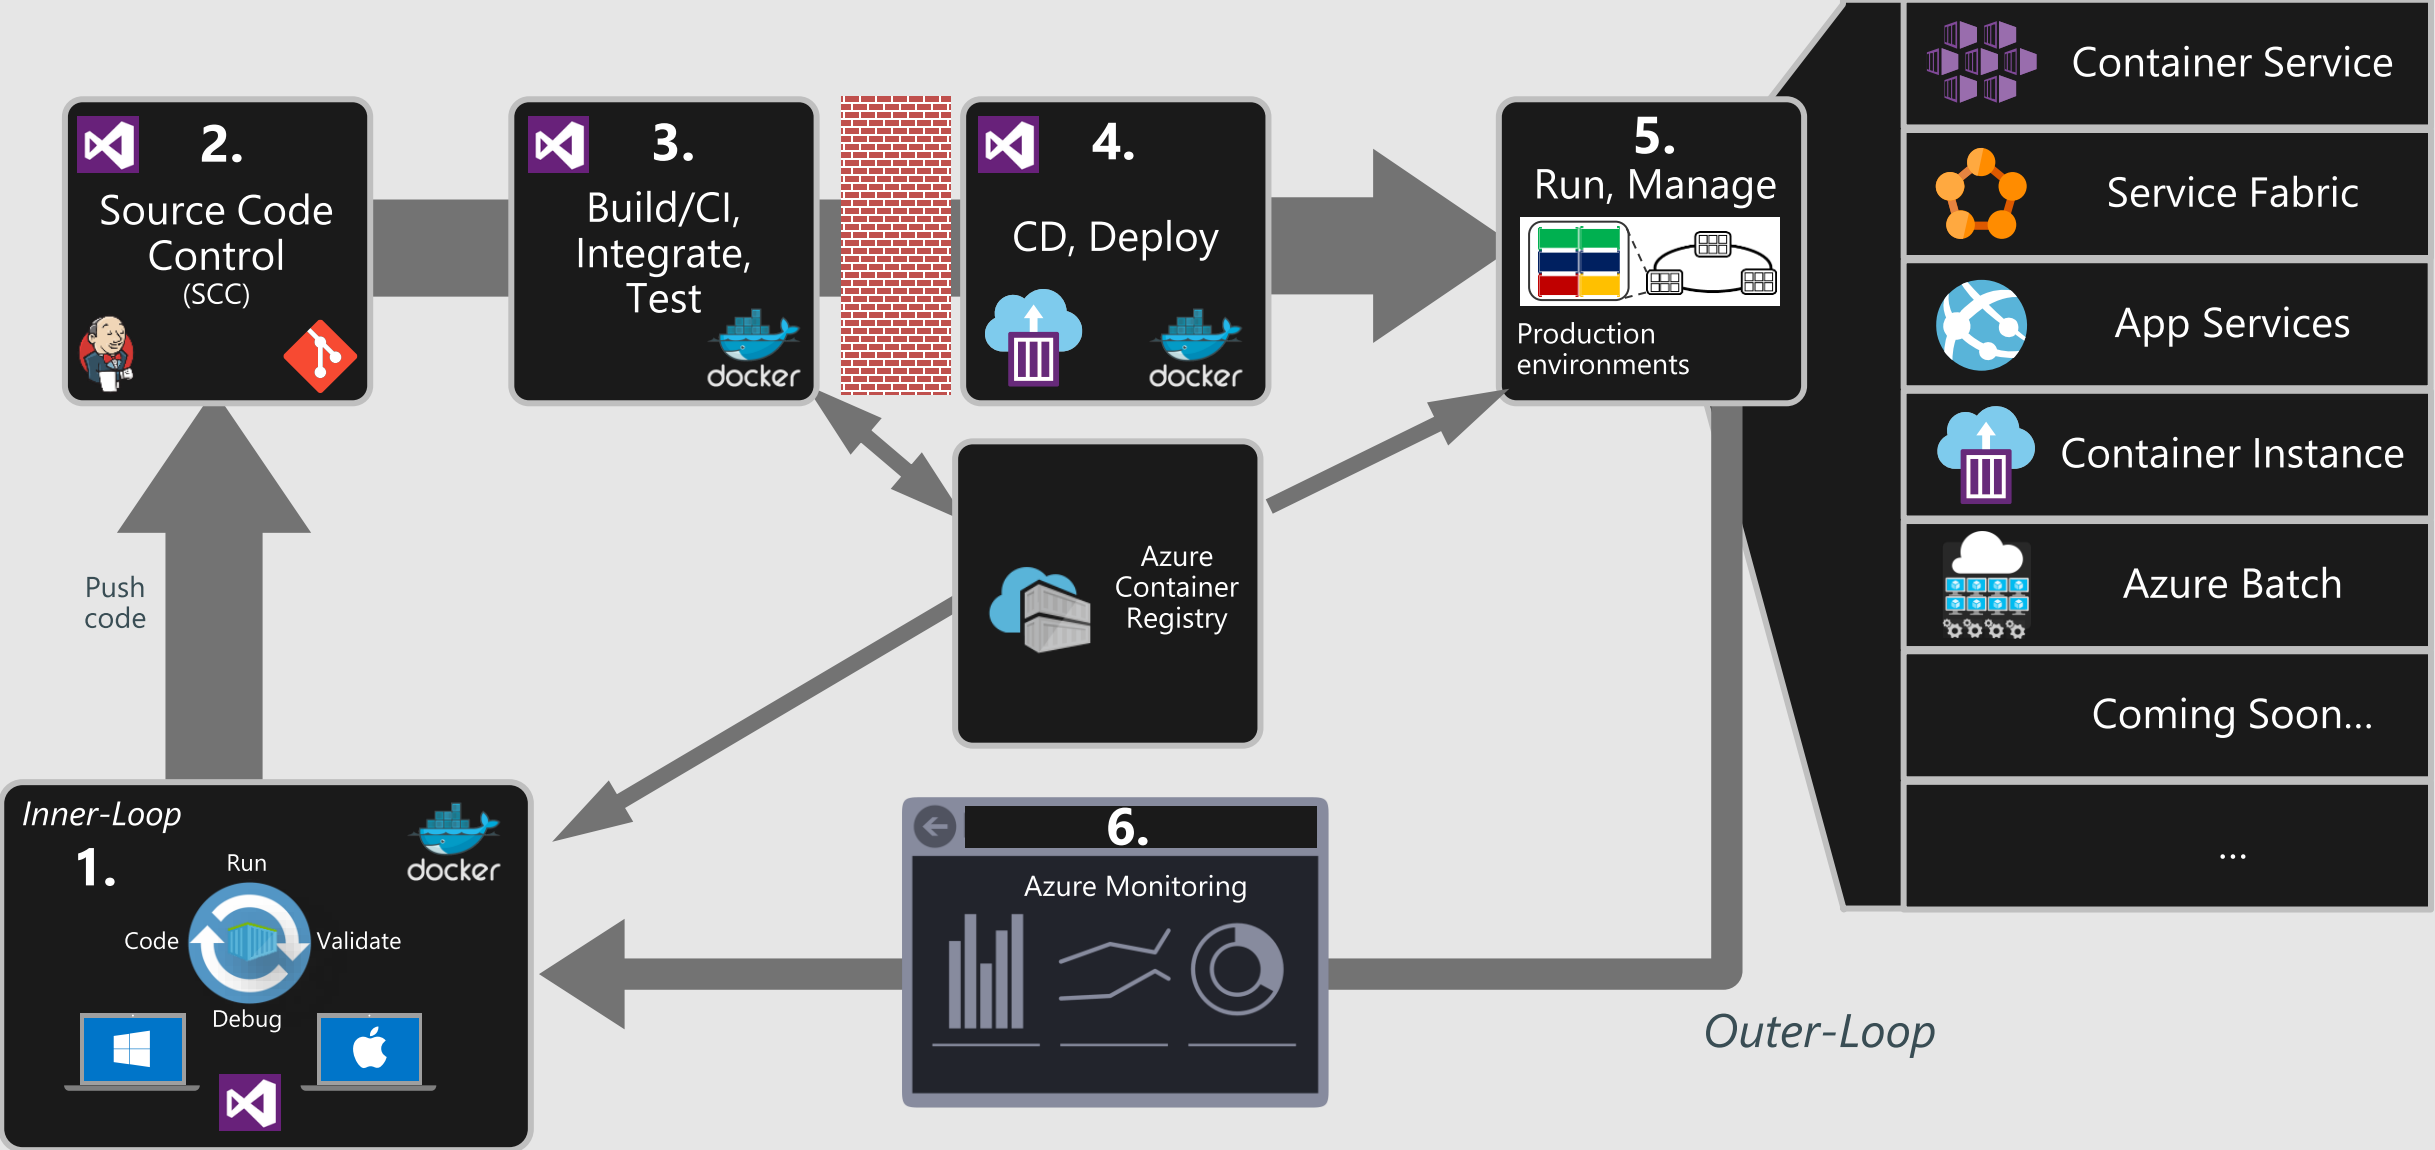 2.
Source Code
Control
(SCC)
3.
Build/CI,
Integrate,
Test
docker
4.
CD, Deploy
docker
5.
Run, Manage
Production
environments
Container Service
Service Fabric
App Services
Container Instance
Azure Batch
Coming Soon...
...
Azure
Container
Registry
Push
code
Inner-Loop
1.
docker
Run
Code
Validate
Debug
6.
Azure Monitoring
Outer-Loop